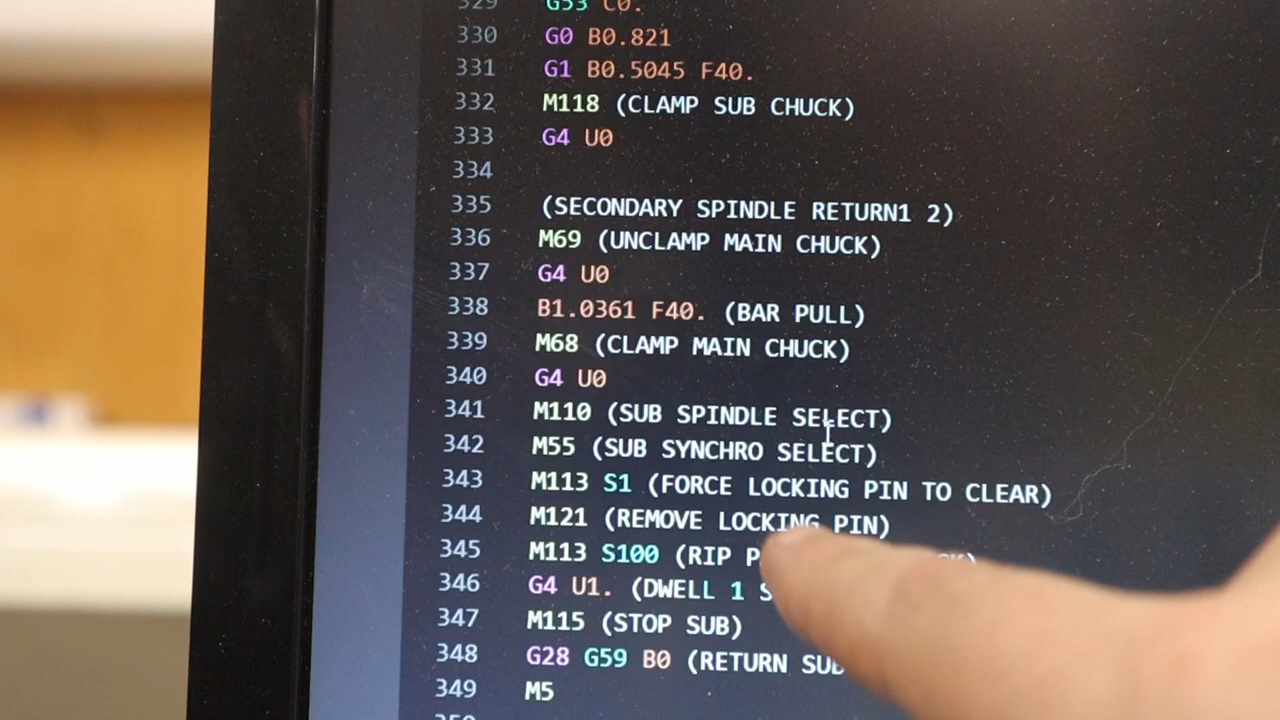 329 G53 C0.
330 G0 B0.821
331 G1 B0.5045 F40.
332 M118 (CLAMP SUB CHUCK)
333 G4 U0
334
335 (SECONDARY SPINDLE RETURN1 2)
336 M69 (UNCLAMP MAIN CHUCK)
337 G4 U0
338 B1.0361 F40. (BAR PULL)
339 M68 (CLAMP MAIN CHUCK)
340 G4 U0
341 M110 (SUB SPINDLE SELECT)
342 M55 (SUB SYNCHRO SELECT)
343 M113 S1 (FORCE LOCKING PIN TO CLEAR)
344 M121 (REMOVE LOCKING PIN)
345 M113 S100 (RIP
346 G4 U1. (DWELL 1
347 M115 (STOP SUB)
348 G28 G59 B0 (RETURN SUB
349 M5